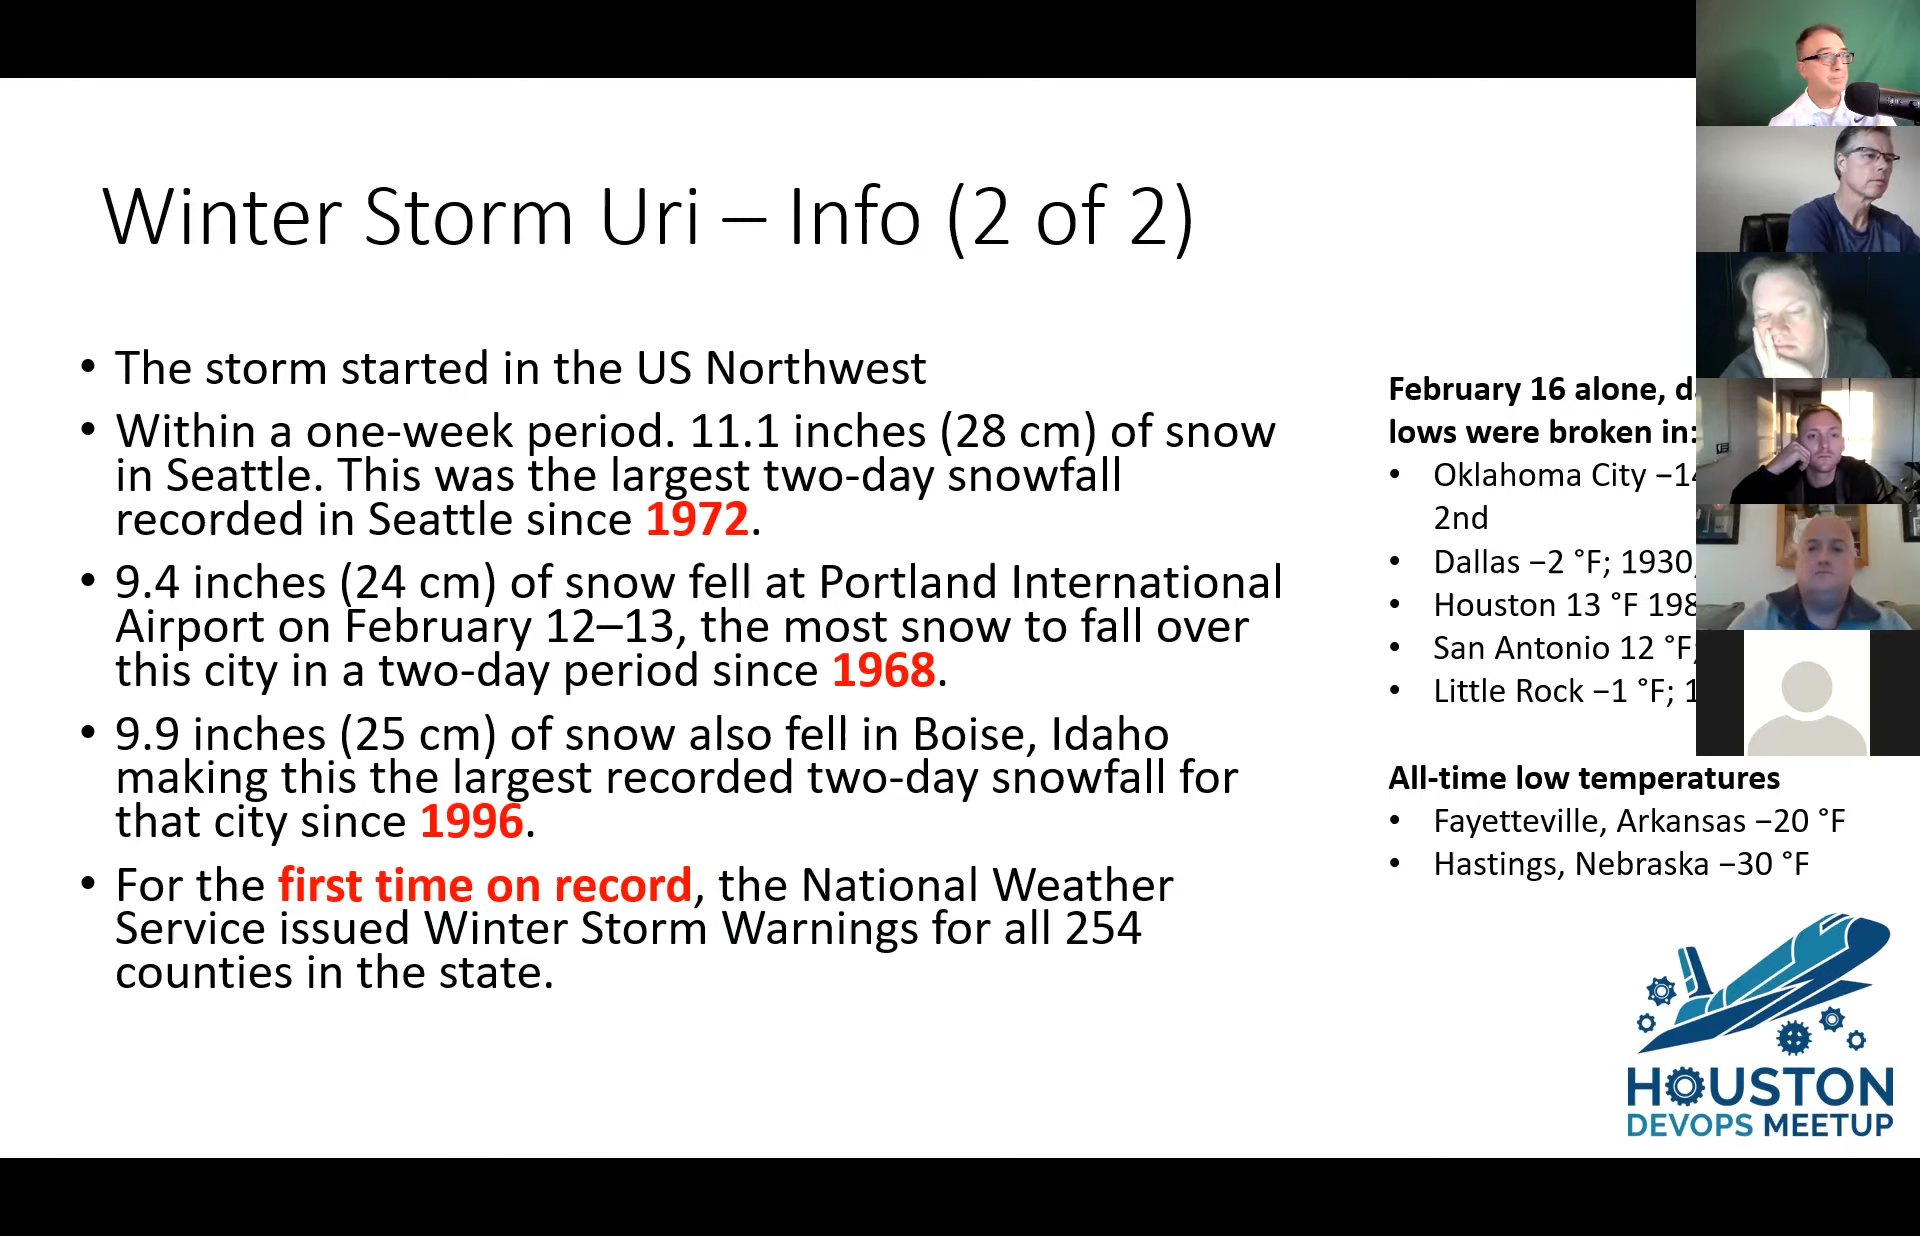 Winter Storm Uri – Info (2 of 2)
• The storm started in the US Northwest
• Within a one-week period. 11.1 inches (28 cm) of snow
in Seattle. This was the largest two-day snowfall
recorded in Seattle since 1972.
• 9.4 inches (24 cm) of snow fell at Portland International
Airport on February 12–13, the most snow to fall over
this city in a two-day period since 1968.
• 9.9 inches (25 cm) of snow also fell in Boise, Idaho
making this the largest recorded two-day snowfall for
that city since 1996.
• For the first time on record, the National Weather
Service issued Winter Storm Warnings for all 254
counties in the state.
February 16 alone,
lows were broken in:
• Oklahoma City
2nd
• Dallas −2 °F; 1930,
• Houston 13 °F
• San Antonio 12 °F;
• Little Rock −1 °F;
All-time low temperatures
• Fayetteville, Arkansas −20 °F
• Hastings, Nebraska −30 °F
HOUSTON
DEVOPS MEETUP